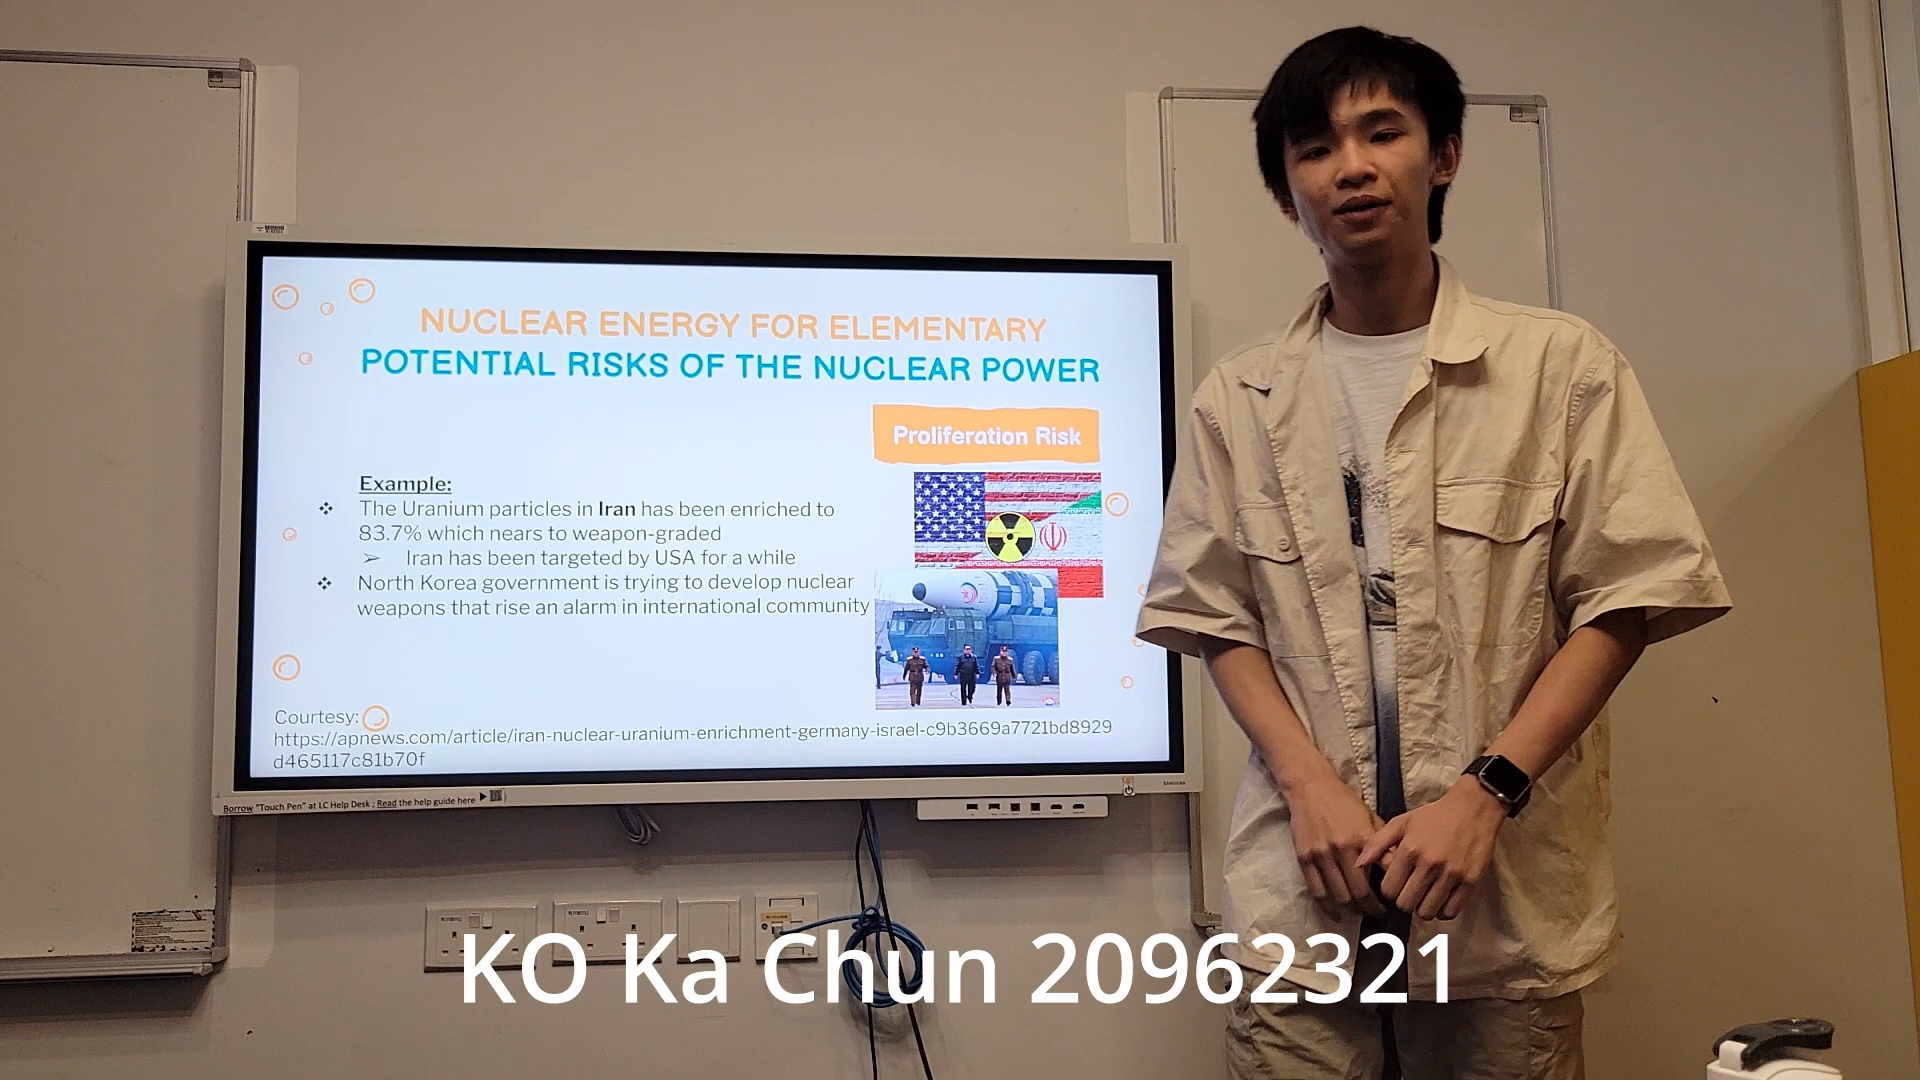 NUCLEAR ENERGY FOR ELEMENTARY
POTENTIAL RISKS OF THE NUCLEAR POWER
Proliferation Risk
Example:
❖ The Uranium particles in Iran has been enriched to
83.7% which nears to weapon-graded
➢ Iran has been targeted by USA for a while
❖ North Korea government is trying to develop nuclear
weapons that rise an alarm in international community
Courtesy:
https://apnews.com/article/iran-nuclear-uranium-enrichment-germany-israel-c9b3669a7721bd8929
d465117c81b70f
SAMSUNG
Borrow "Touch Pen" at LC Help Desk ; Read the help guide here ▶
KO Ka Chun 20962321